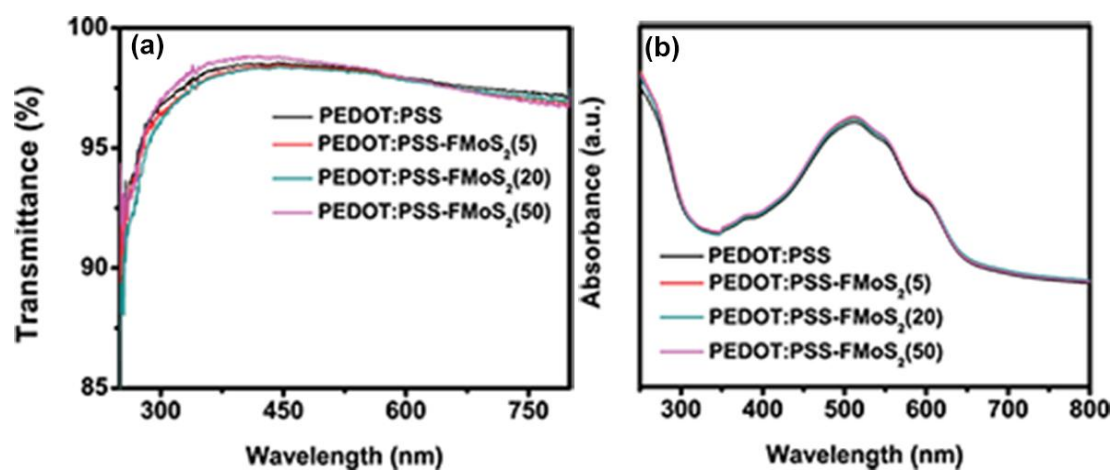 (a)
Transmittance (%)
100
95
90
85
PEDOT:PSS
PEDOT:PSS-FMoS₂(5)
PEDOT:PSS-FMoS₂(20)
PEDOT:PSS-FMoS₂(50)
300 450 600 750
Wavelength (nm)
(b)
Absorbance (a.u.)
PEDOT:PSS
PEDOT:PSS-FMoS₂(5)
PEDOT:PSS-FMoS₂(20)
PEDOT:PSS-FMoS₂(50)
300 400 500 600 700 800
Wavelength (nm)